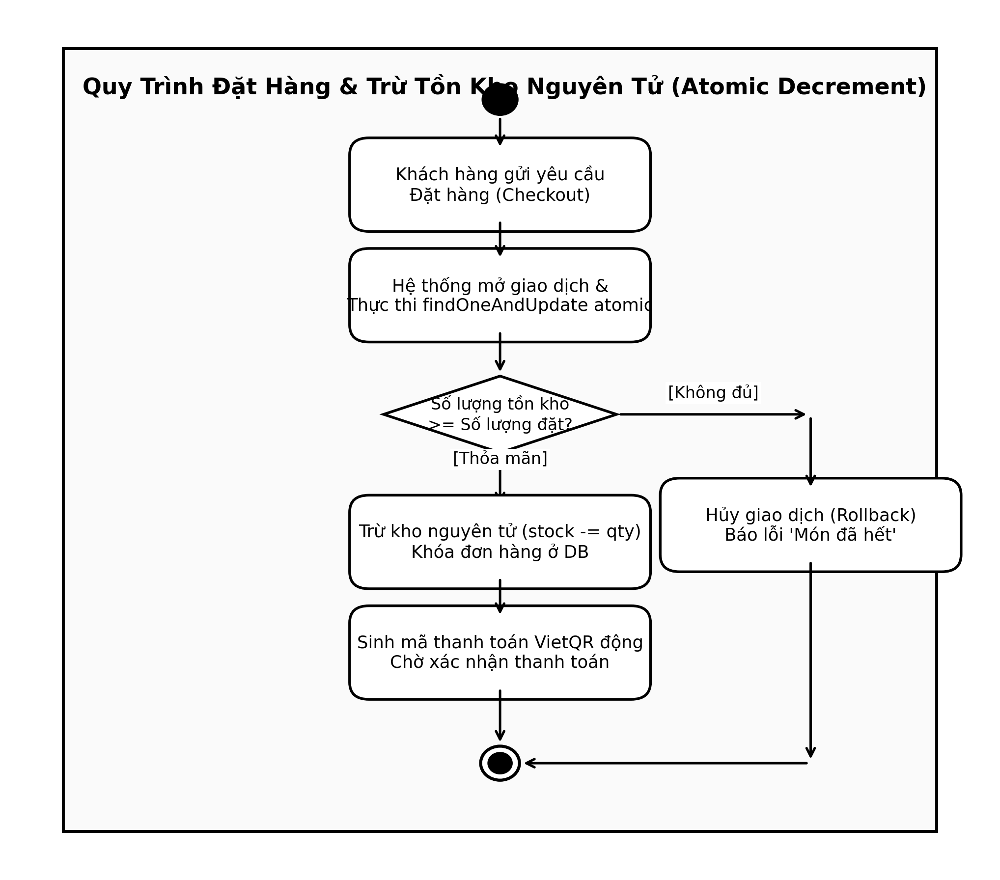 Quy Trình Đặt Hàng & Trừ Tồn Kho Nguyên Tử (Atomic Decrement)
Khách hàng gửi yêu cầu
Đặt hàng (Checkout)
Hệ thống mở giao dịch &
Thực thi findOneAndUpdate atomic
Số lượng tồn kho
>= Số lượng đặt?
[Không đủ]
[Thỏa mãn]
Hủy giao dịch (Rollback)
Báo lỗi 'Món đã hết'
Trừ kho nguyên tử (stock -= qty)
Khóa đơn hàng ở DB
Sinh mã thanh toán VietQR động
Chờ xác nhận thanh toán